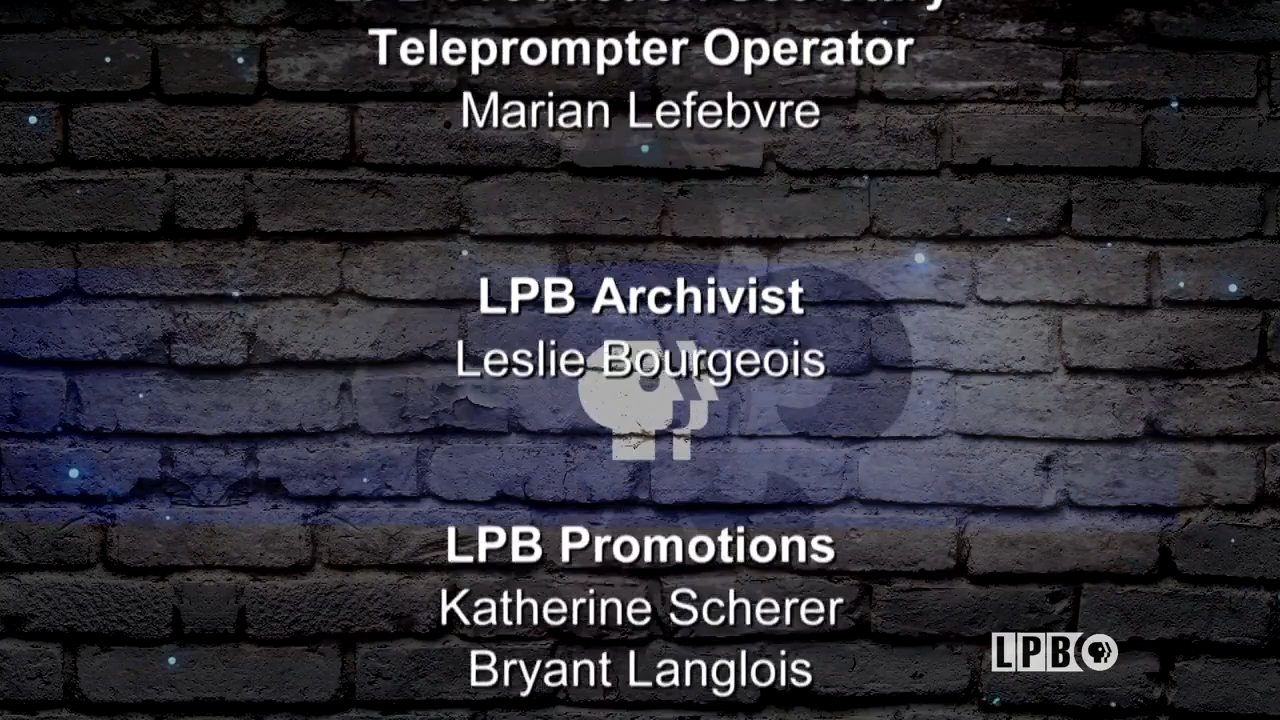 Teleprompter Operator
Marian Lefebvre
LPB Archivist
Leslie Bourgeois
LPB Promotions
Katherine Scherer
Bryant Langlois
LPB